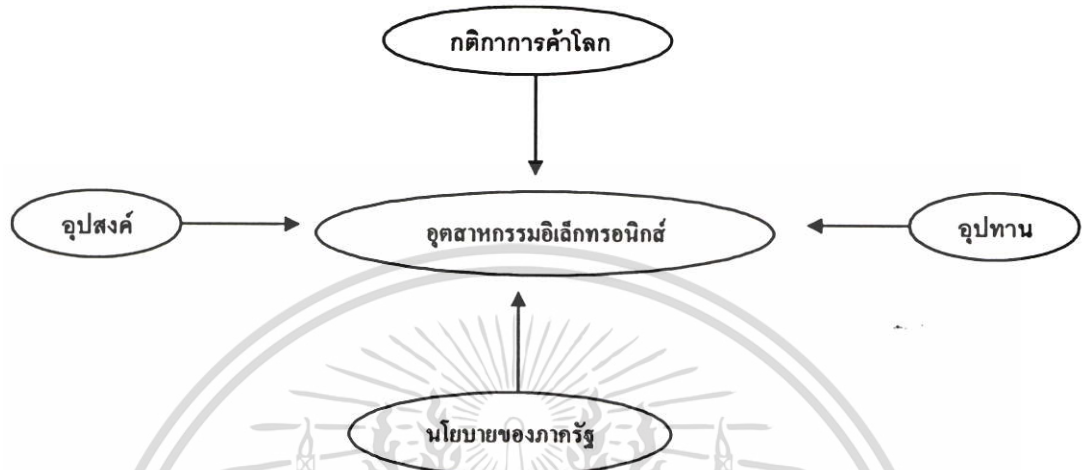 กติกาการค้าโลก
อุปสงค์
อุตสาหกรรมอิเล็กทรอนิกส์
อุปทาน
นโยบายของภาครัฐ